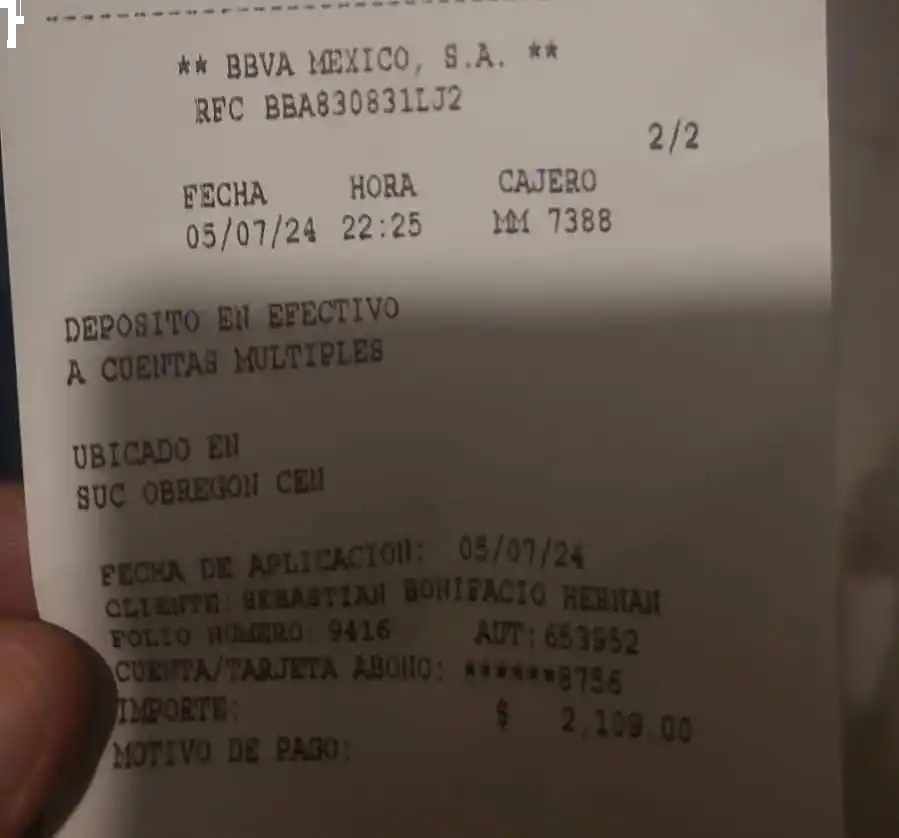 ** BBVA MEXICO, S.A. **
RFC BBA830831LJ2
2/2
FECHA HORA CAJERO
05/07/24 22:25 MM 7388
DEPOSITO EN EFECTIVO
A CUENTAS MULTIPLES
UBICADO EN
SUC OBREGON CEN
FECHA DE APLICACION: 05/07/24
CLIENTE: SEBASTIAN BONIFACIO HERNAN
FOLIO NUMERO: 9416 AUT: 653952
CUENTA/TARJETA ABONO: ******8756
IMPORTE: $ 2,109.00
MOTIVO DE PAGO: